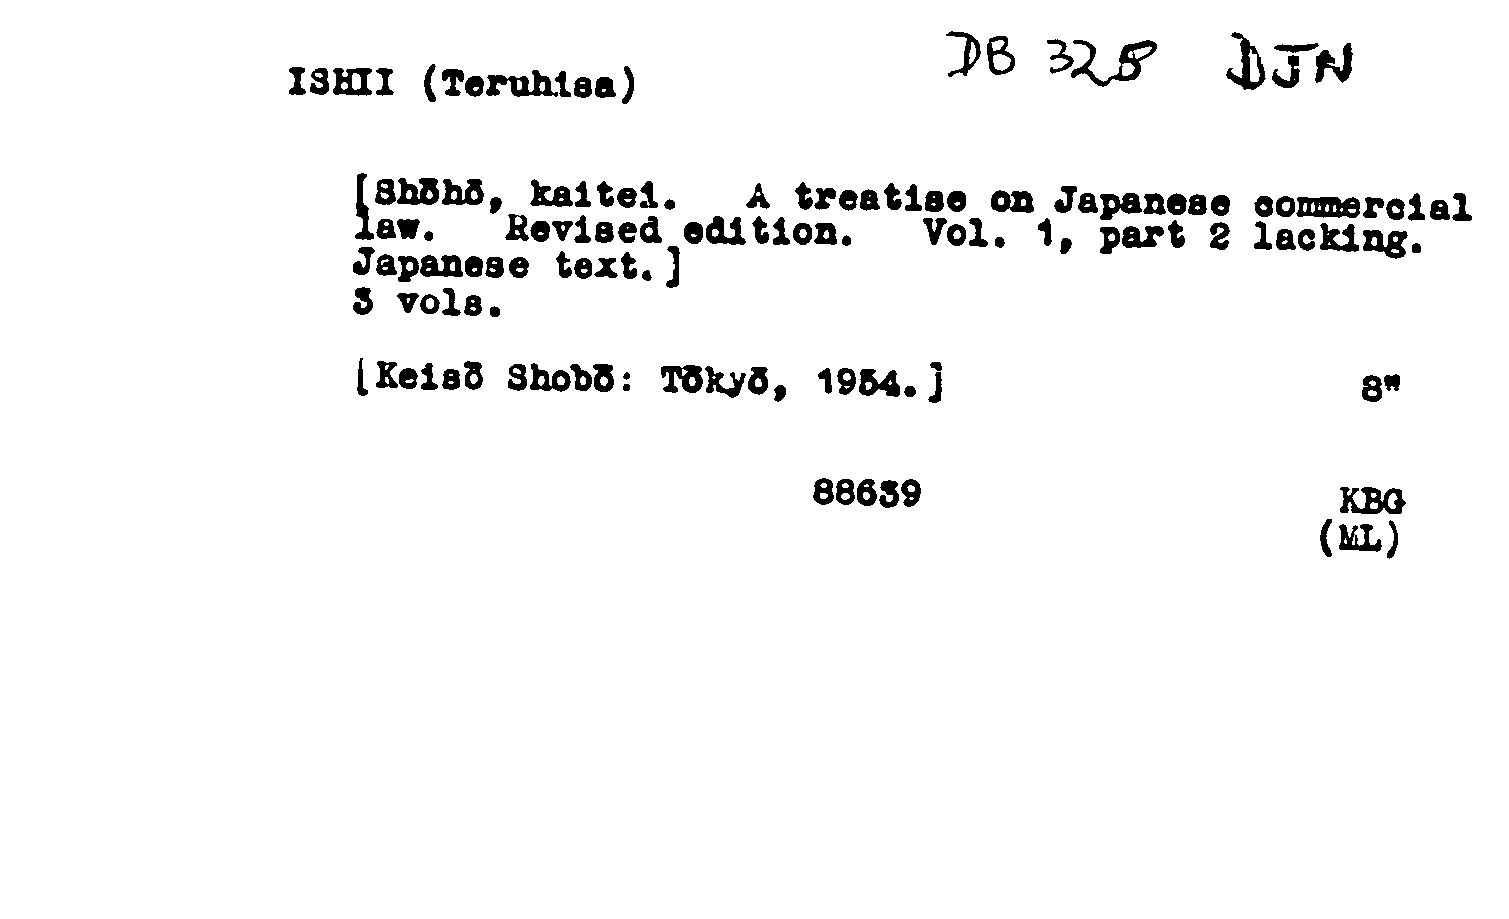 DB 325 DJN
ISHII (Teruhisa)
[Shōhō, kaitei. A treatise on Japanese commercial
law. Revised edition. Vol. 1, part 2 lacking.
Japanese text.]
3 vols.
[Keisō Shobō: Tōkyō, 1954.] 8"
88639 KBG
(ML)